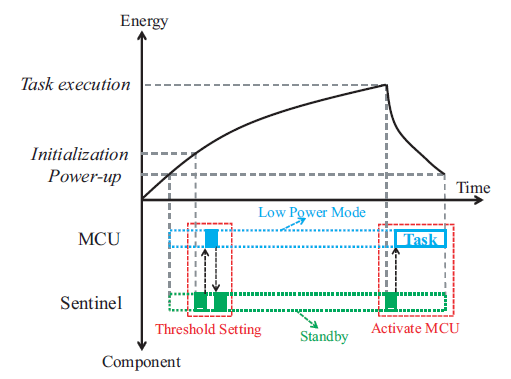 Energy
Task execution
Initialization
Power-up
Time
Low Power Mode
MCU
Task
Sentinel
Threshold Setting
Standby
Activate MCU
Component